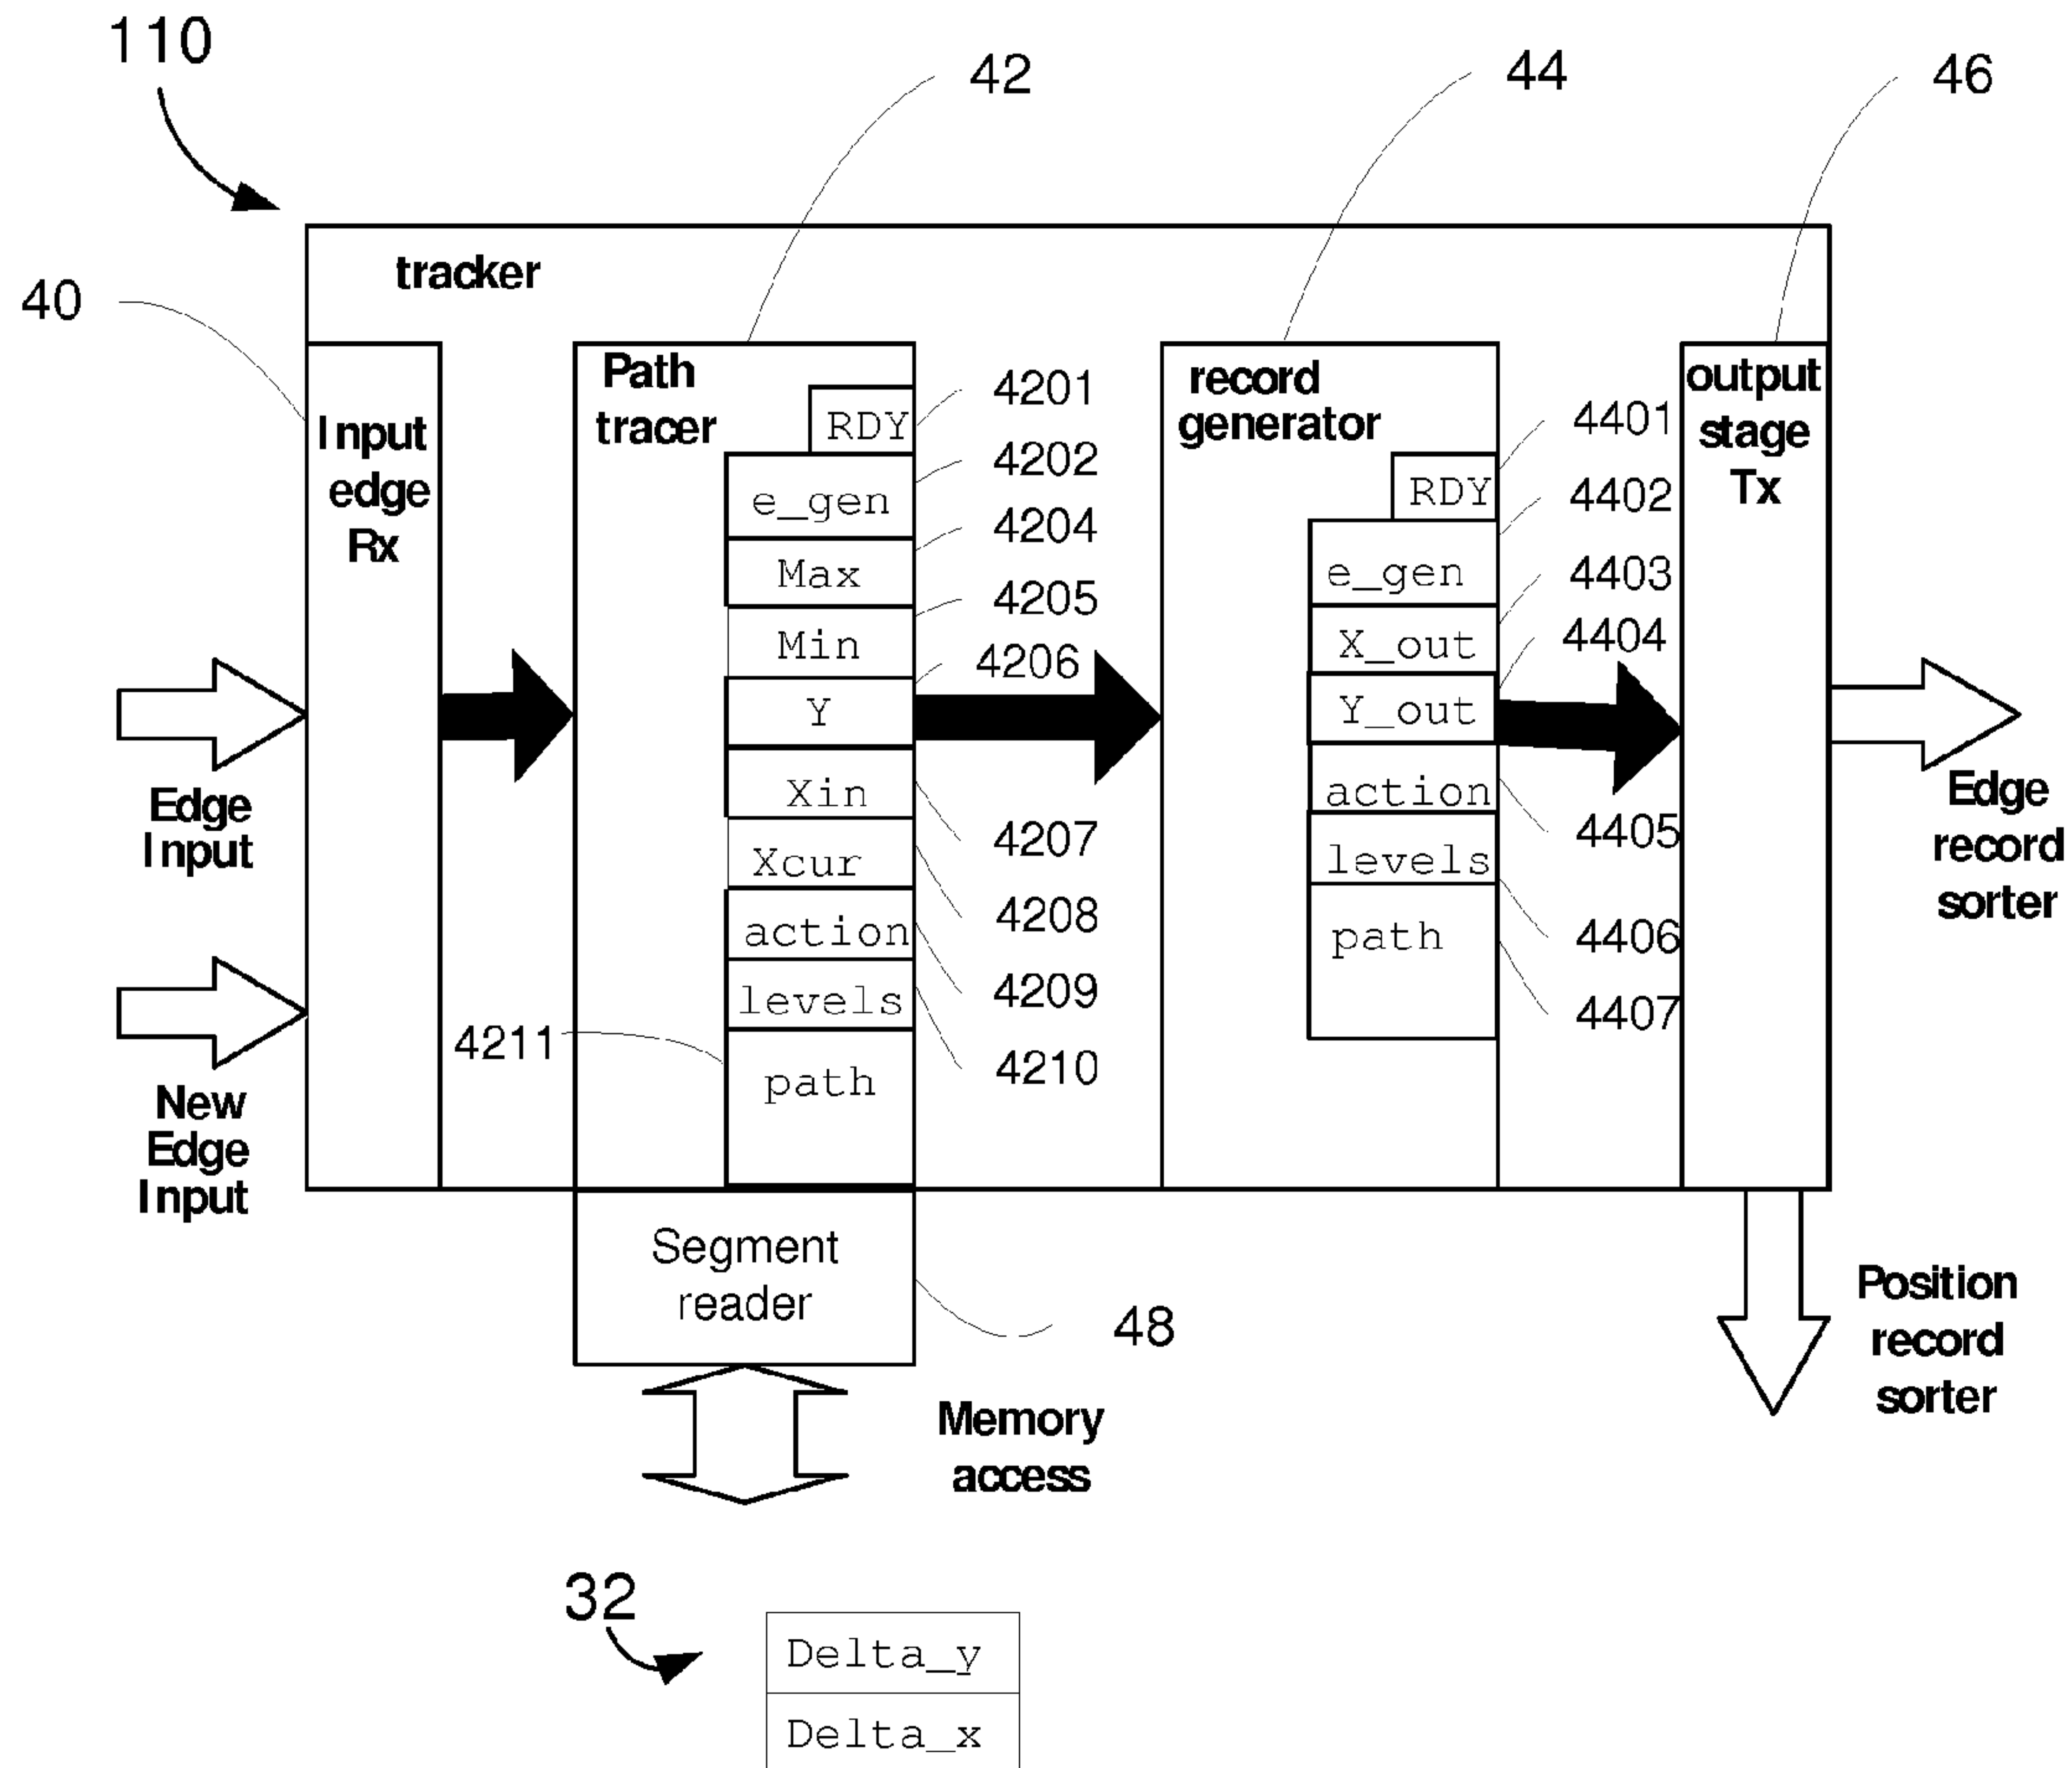 110
42
44
46
40
tracker
Input
edge
Rx
Path
tracer
RDY
e_gen
Max
Min
Y
Xin
Xcur
action
levels
path
4201
4202
4204
4205
4206
4207
4208
4209
4210
4211
record
generator
RDY
e_gen
X_out
Y_out
action
levels
path
4401
4402
4403
4404
4405
4406
4407
output
stage
Tx
Edge
Input
New
Edge
Input
Edge
record
sorter
Position
record
sorter
Segment
reader
48
Memory
access
32
Delta_y
Delta_x